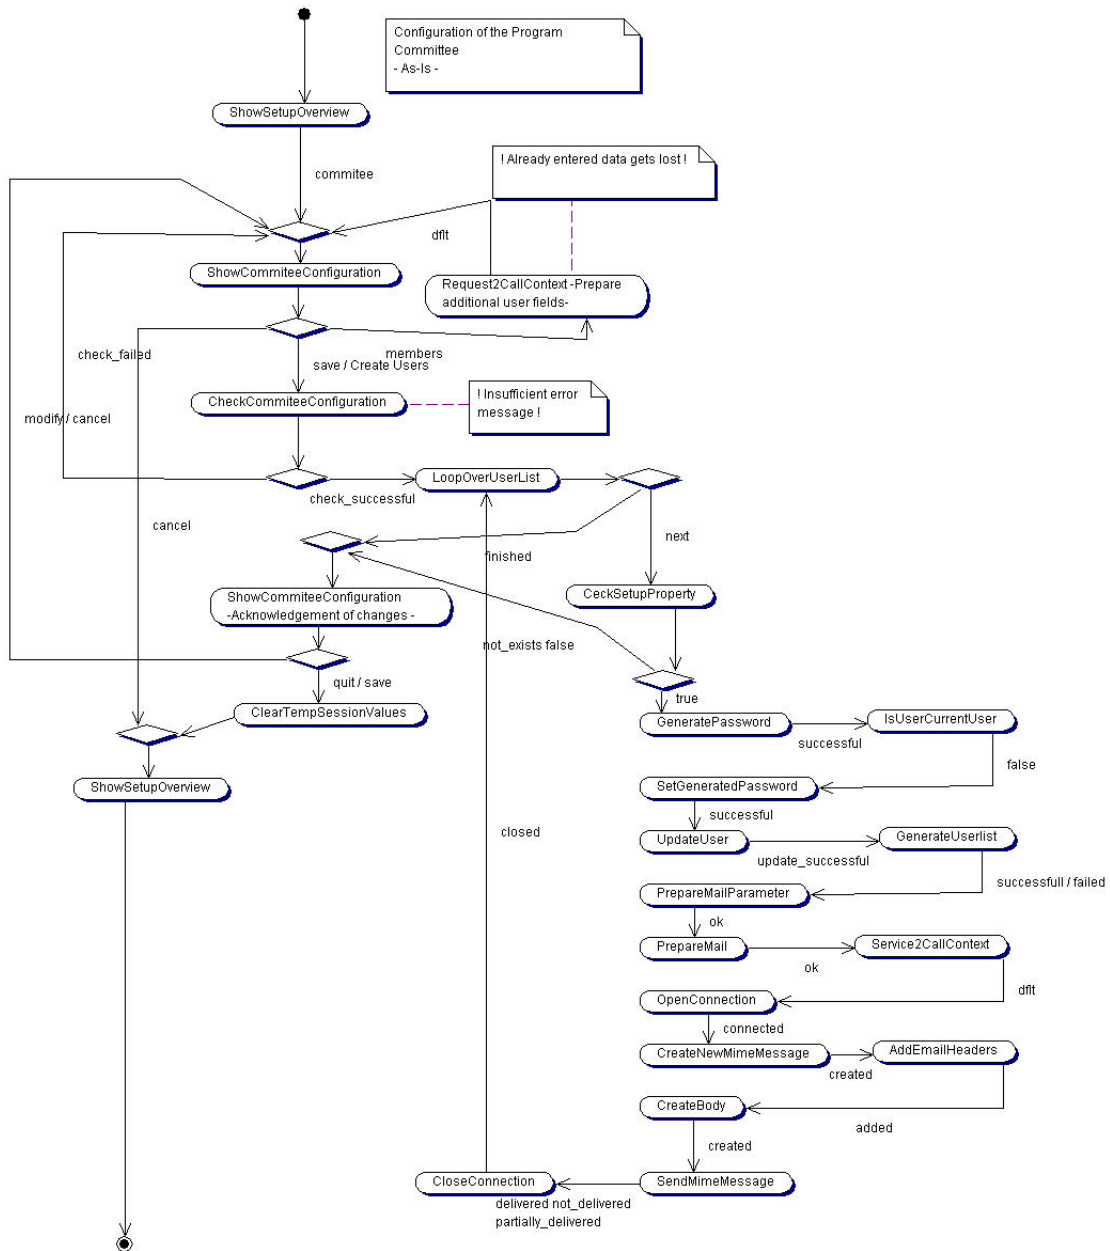 Configuration of the Program
Committee
- As-Is -
ShowSetupOverview
! Already entered data gets lost !
commitee
dflt
ShowCommiteeConfiguration
Request2CallContext -Prepare
additional user fields-
check_failed
members
save / Create Users
CheckCommiteeConfiguration
! Insufficient error
message !
modify / cancel
LoopOverUserList
check_successful
cancel
next
finished
ShowCommiteeConfiguration
-Acknowledgement of changes -
CeckSetupProperty
not_exists false
quit / save
true
ClearTempSessionValues
GeneratePassword
IsUserCurrentUser
successful
false
ShowSetupOverview
SetGeneratedPassword
successful
closed
UpdateUser
GenerateUserlist
update_successful
successfull / failed
PrepareMailParameter
ok
PrepareMail
Service2CallContext
ok
dflt
OpenConnection
connected
CreateNewMimeMessage
AddEmailHeaders
created
CreateBody
added
created
CloseConnection
SendMimeMessage
delivered not_delivered
partially_delivered